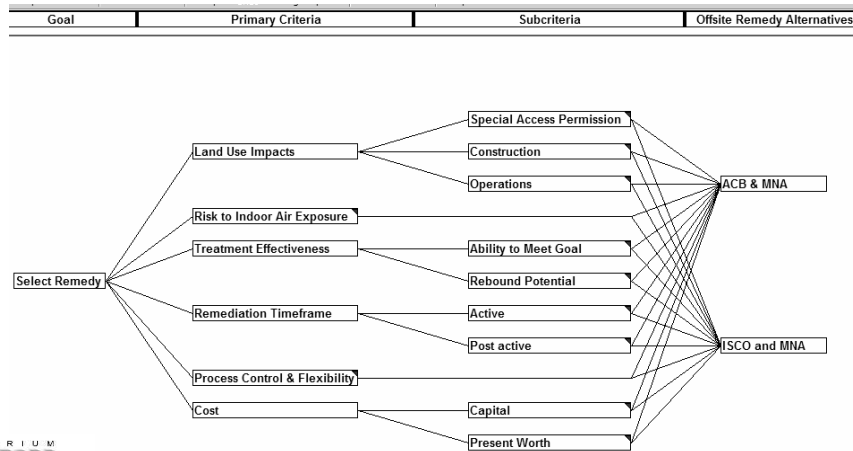 Goal
Primary Criteria
Subcriteria
Offsite Remedy Alternatives
Special Access Permission
Land Use Impacts
Construction
Operations
ACB & MNA
Risk to Indoor Air Exposure
Treatment Effectiveness
Ability to Meet Goal
Select Remedy
Rebound Potential
Remediation Timeframe
Active
Post active
ISCO and MNA
Process Control & Flexibility
Cost
Capital
Present Worth
R I U M